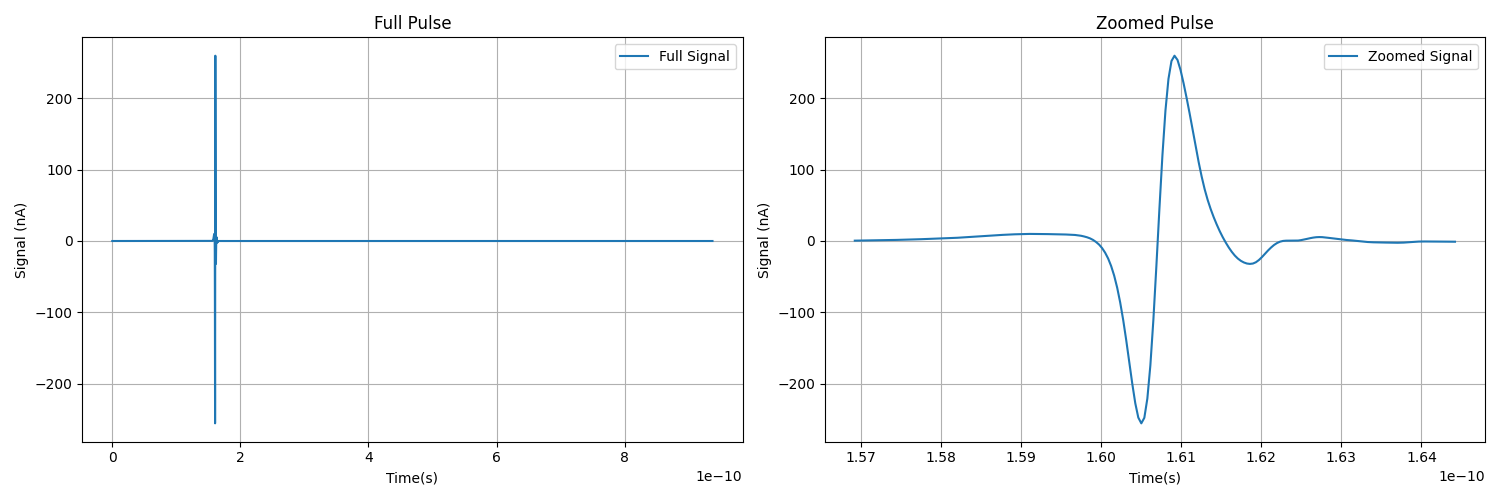 Full Pulse
Full Signal
200
100
0
−100
−200
Signal (nA)
0 2 4 6 8
1e−10
Time(s)
Zoomed Pulse
Zoomed Signal
200
100
0
−100
−200
Signal (nA)
1.57 1.58 1.59 1.60 1.61 1.62 1.63 1.64
1e−10
Time(s)